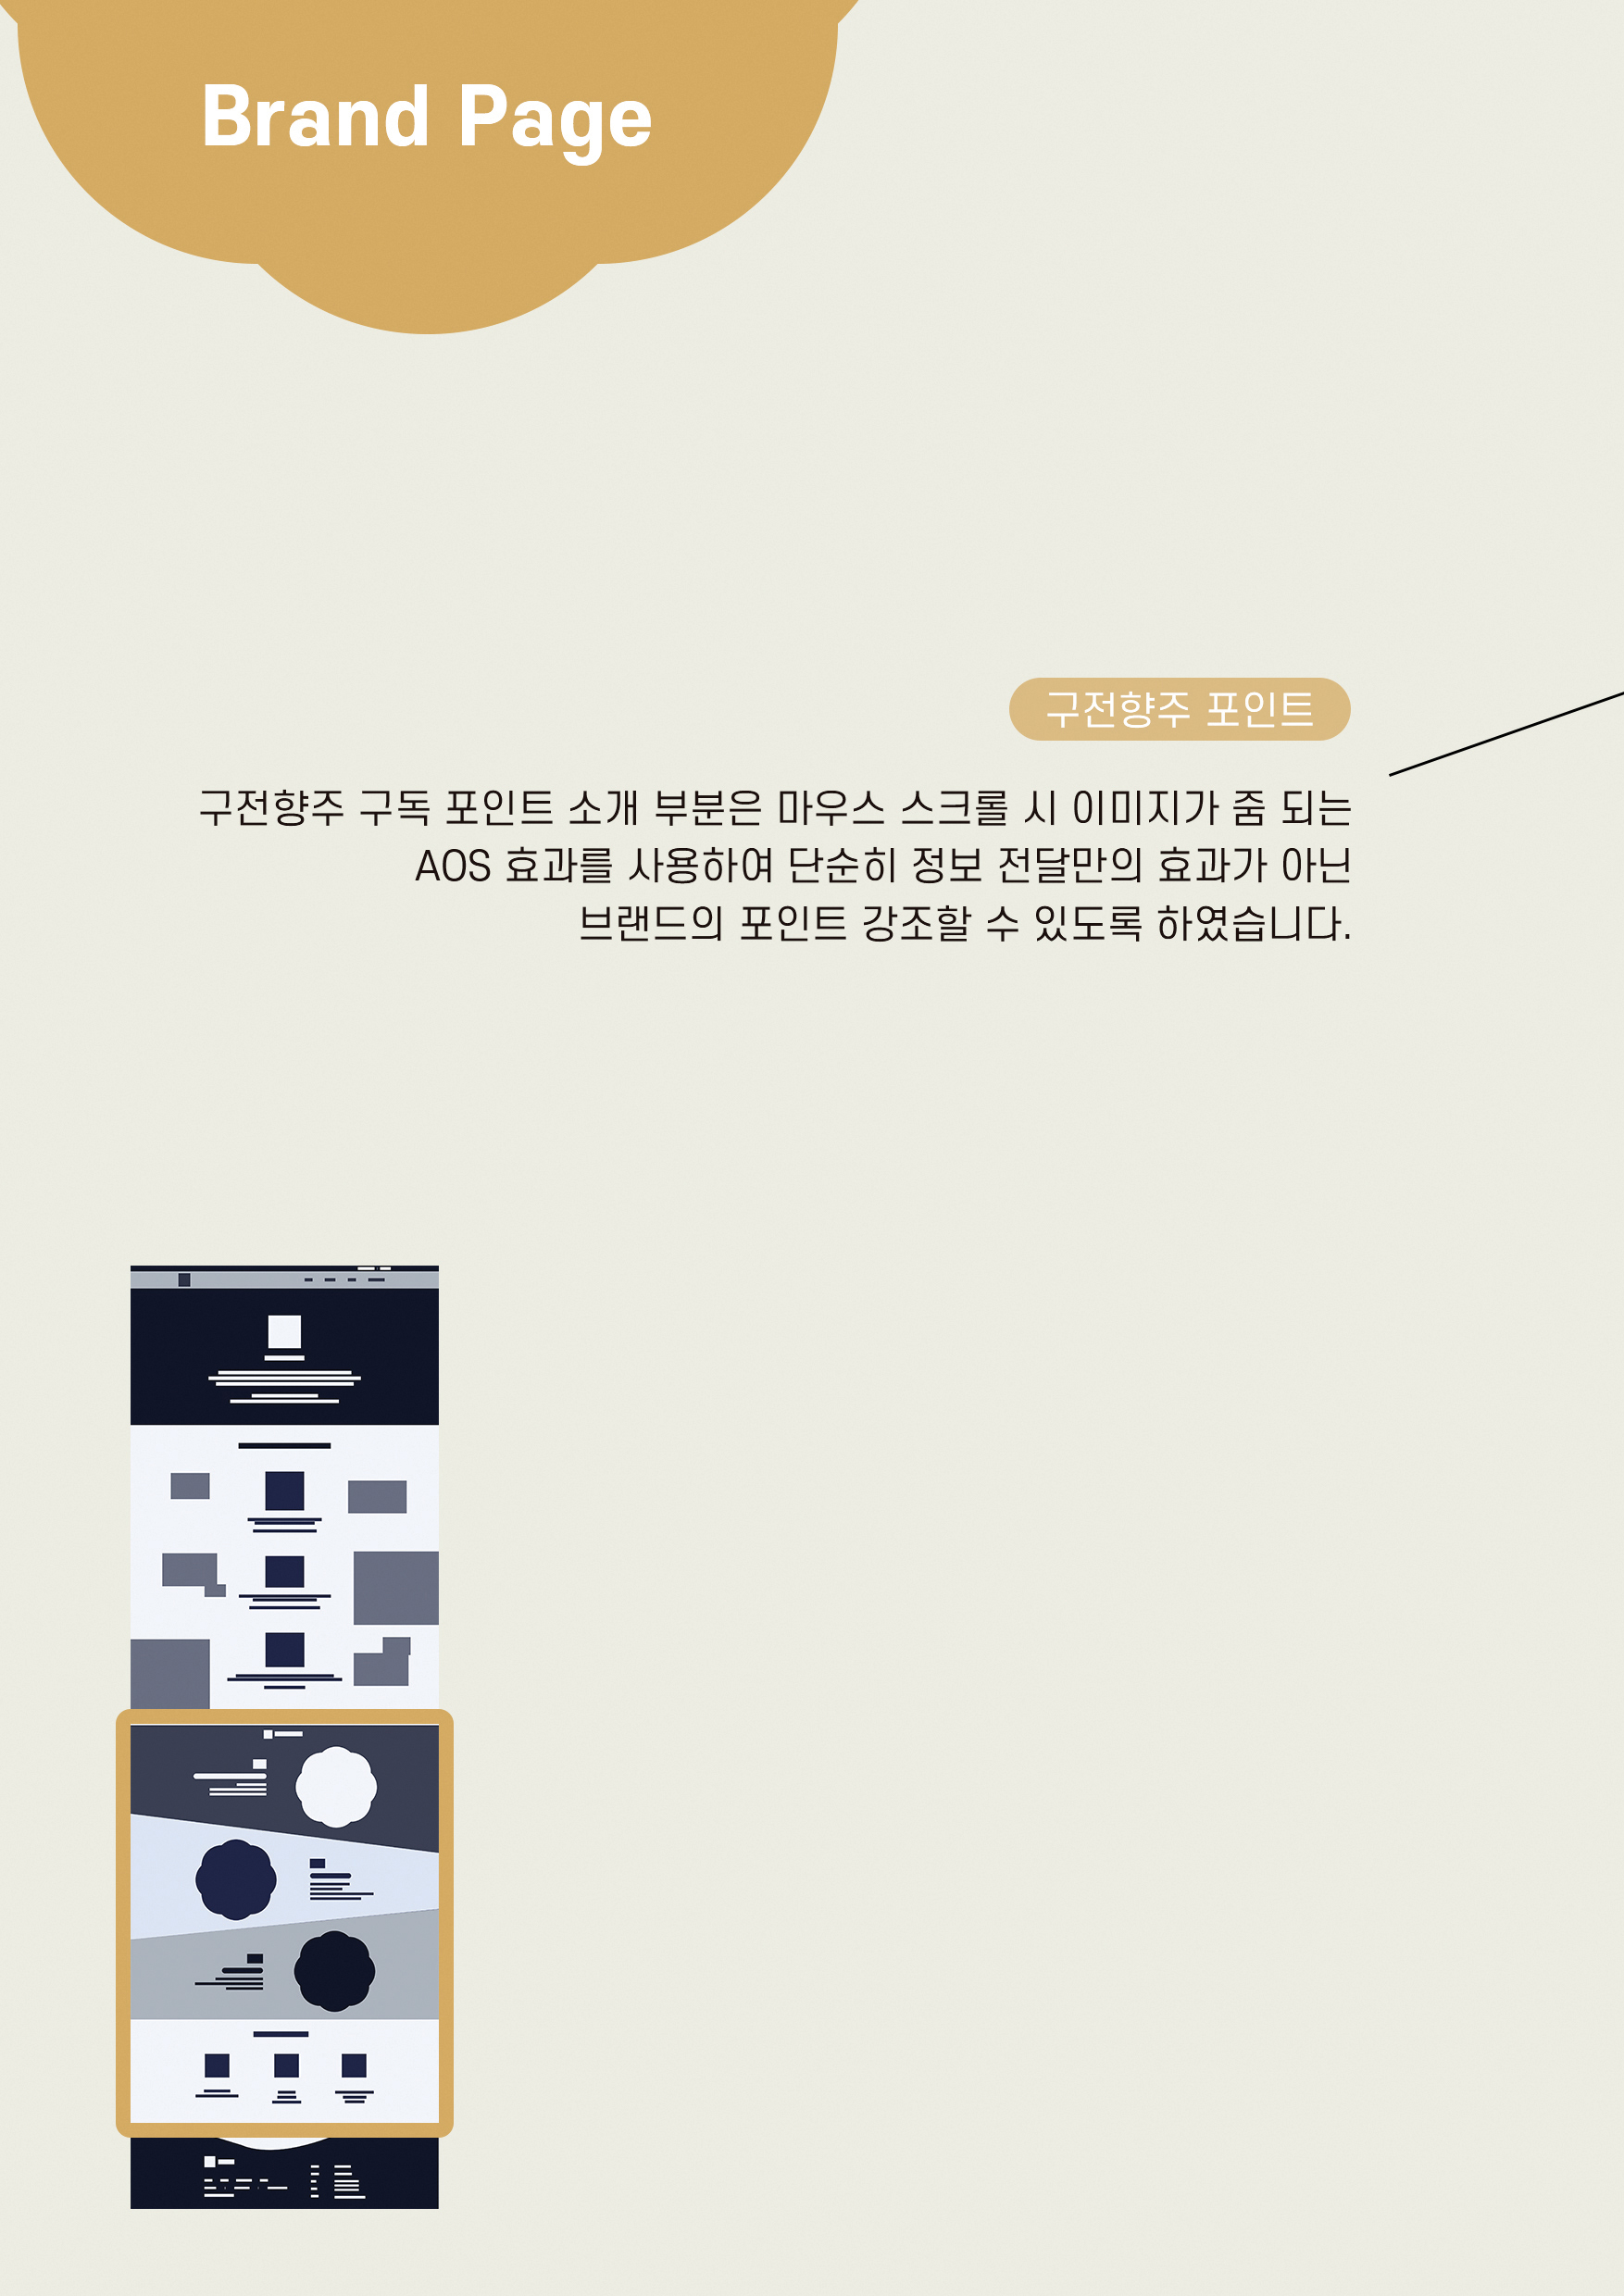 Brand Page
구전향주 포인트
구전향주 구독 포인트 소개 부분은 마우스 스크롤 시 이미지가 줌 되는
AOS 효과를 사용하여 단순히 정보 전달만의 효과가 아닌
브랜드의 포인트 강조할 수 있도록 하였습니다.